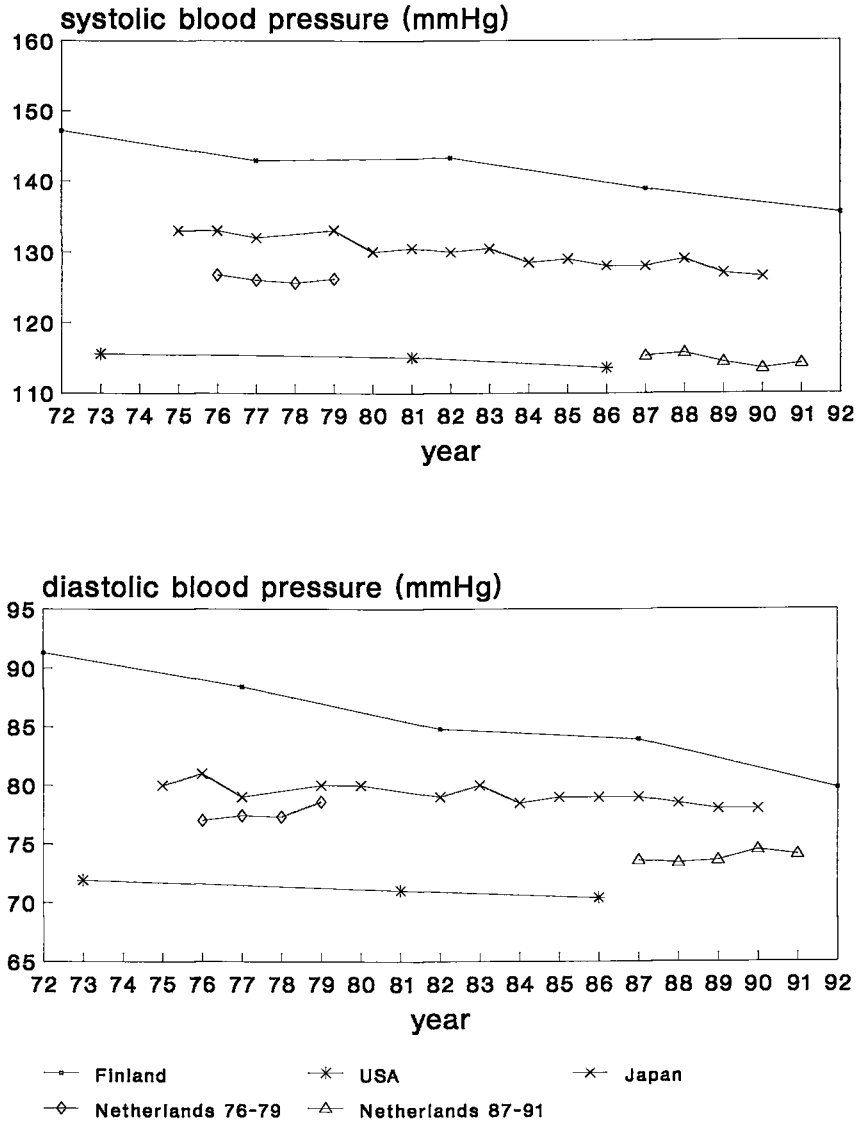 systolic blood pressure (mmHg)
160
150
140
130
120
110
72 73 74 75 76 77 78 79 80 81 82 83 84 85 86 87 88 89 90 91 92
year
diastolic blood pressure (mmHg)
95
90
85
80
75
70
65
72 73 74 75 76 77 78 79 80 81 82 83 84 85 86 87 88 89 90 91 92
year
Finland USA Japan
Netherlands 76-79 Netherlands 87-91